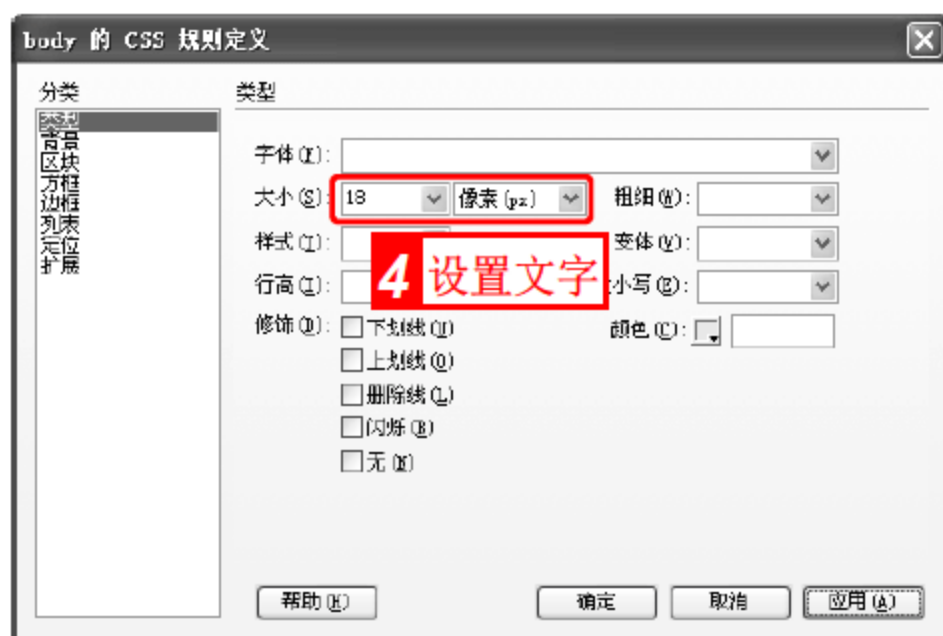 body 的 CSS 规则定义
分类
类型
背景
区块
方框
边框
列表
定位
扩展
类型
字体(F):
大小(S): 18 像素(px) 粗细(W):
样式(T): 变体(V):
行高(I): 小写(E):
4 设置文字
修饰(D): 下划线(U) 颜色(C):
上划线(O)
删除线(L)
闪烁(B)
无(N)
帮助(H) 确定 取消 应用(A)